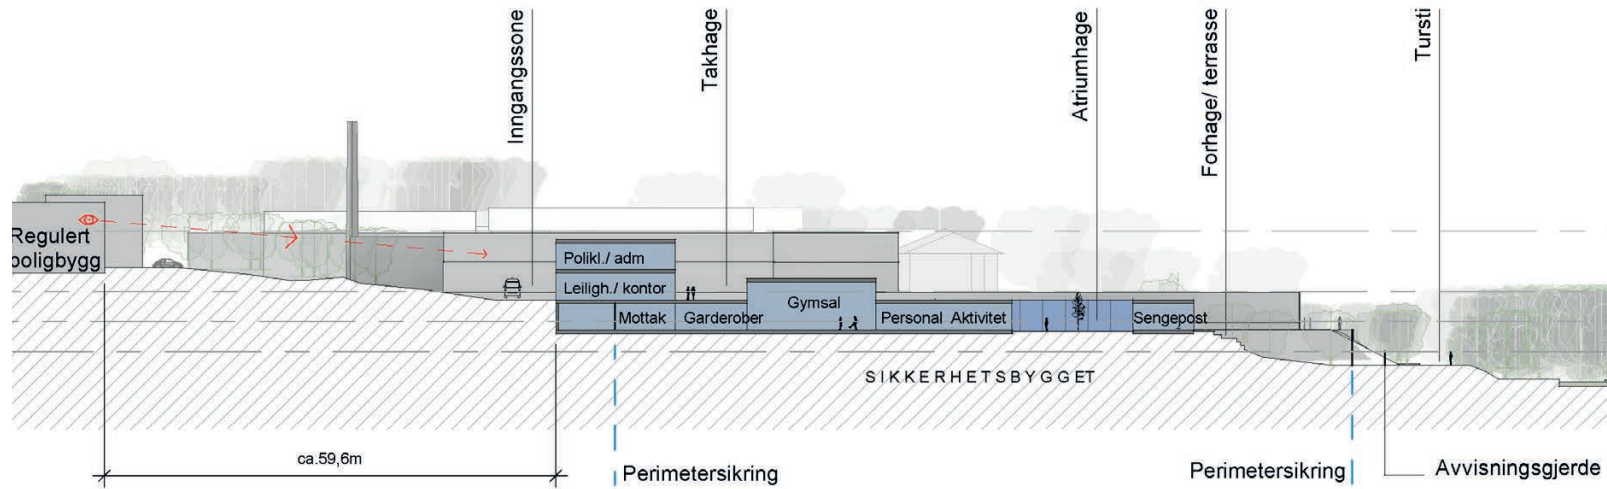 Inngangssone
Takhage
Atriumhage
Forhage/ terrasse
Tursti
Regulert
boligbygg
Polikl./ adm
Leiligh./ kontor
Gymsal
Mottak Garderober
Personal Aktivitet
Sengepost
SIKKERHETSBYGGET
ca.59,6m
Perimetersikring
Perimetersikring
Avvisningsgjerde